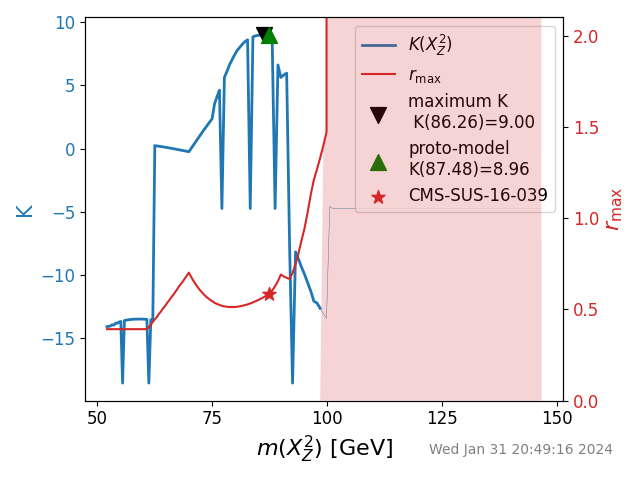 10
5
0
−5
−10
−15
K
50
75
100
125
150
m(X_Z^2) [GeV]
2.0
1.5
1.0
0.5
0.0
r_max
K(X_Z^2)
r_max
maximum K
K(86.26)=9.00
proto-model
K(87.48)=8.96
CMS-SUS-16-039
Wed Jan 31 20:49:16 2024